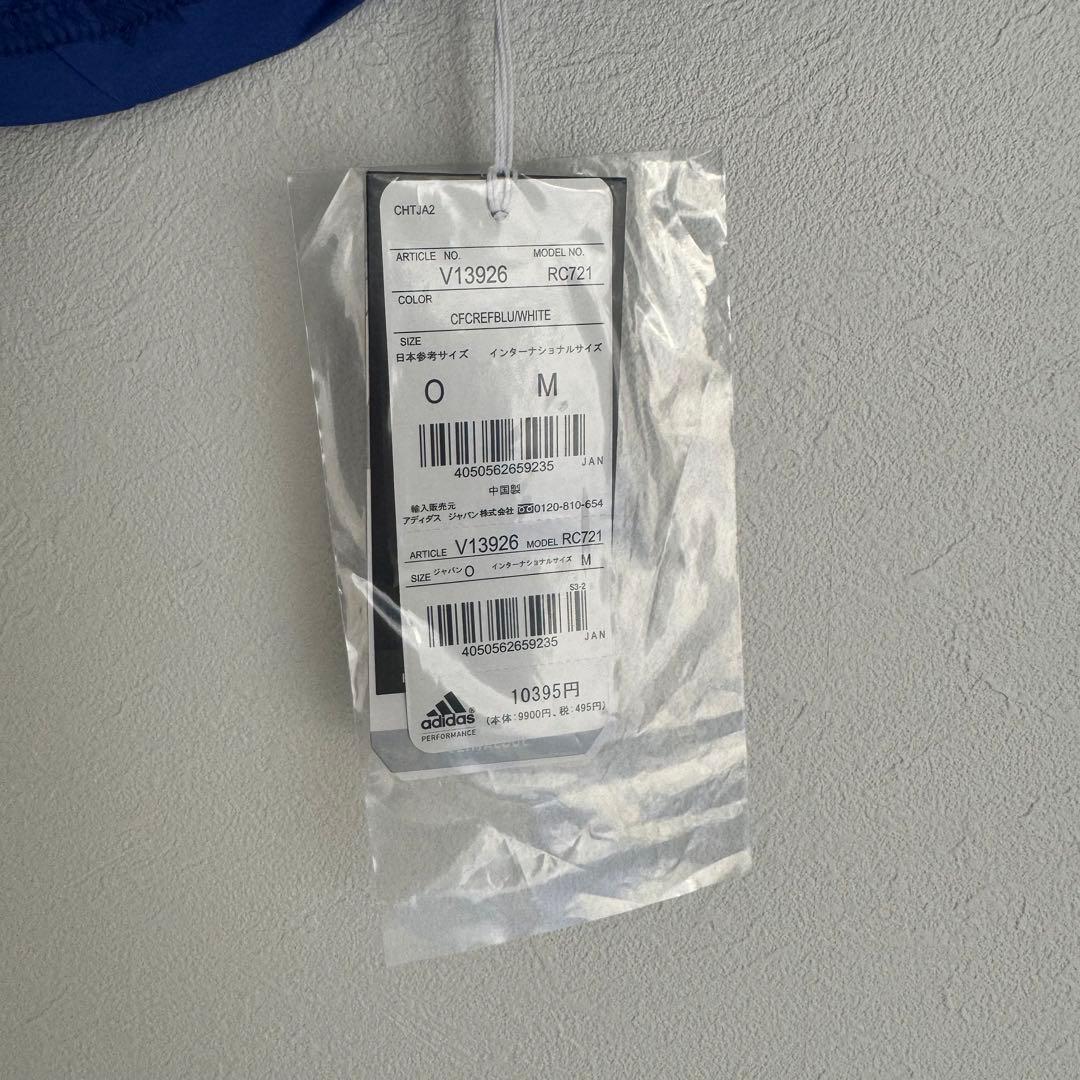 CHTJA2
ARTICLE NO. MODEL NO.
V13926 RC721
COLOR
CFCREFBLU/WHITE
SIZE
日本参考サイズ インターナショナルサイズ
O M
4050562659235 JAN
中国製
輸入販売元
アディダス ジャパン株式会社 0120-810-654
ARTICLE V13926 MODEL RC721
SIZE ジャパン O インターナショナルサイズ M
S3-2
4050562659235 JAN
10395円
(本体:9900円、税:495円)
adidas®
PERFORMANCE